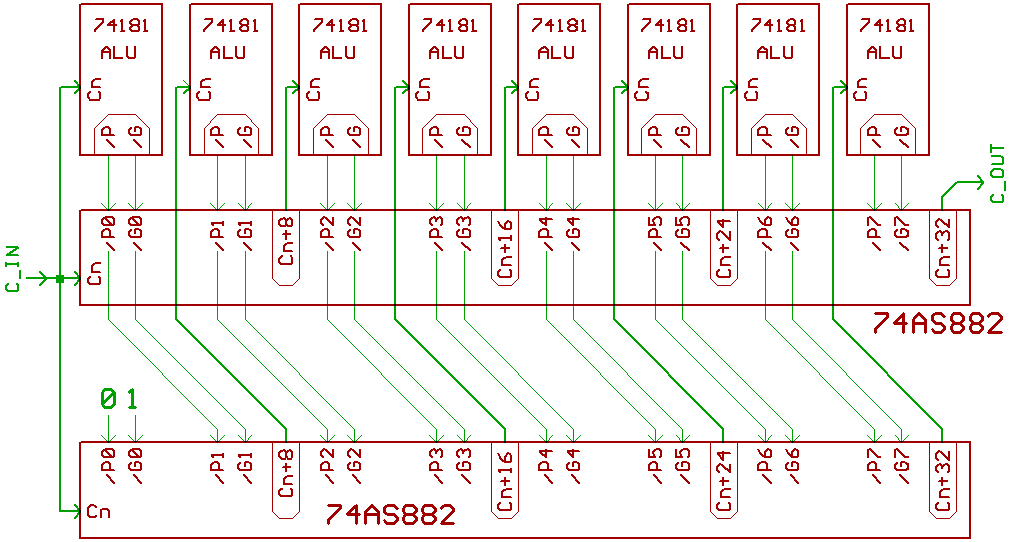 74181 74181 74181 74181 74181 74181 74181 74181
ALU ALU ALU ALU ALU ALU ALU ALU
Cn Cn Cn Cn Cn Cn Cn Cn
/P /G /P /G /P /G /P /G /P /G /P /G /P /G /P /G
C_OUT
/P0 /G0 /P1 /G1 Cn+8 /P2 /G2 /P3 /G3 Cn+16 /P4 /G4 /P5 /G5 Cn+24 /P6 /G6 /P7 /G7 Cn+32
C_IN
Cn
74AS882
0 1
/P0 /G0 /P1 /G1 Cn+8 /P2 /G2 /P3 /G3 Cn+16 /P4 /G4 /P5 /G5 Cn+24 /P6 /G6 /P7 /G7 Cn+32
Cn
74AS882